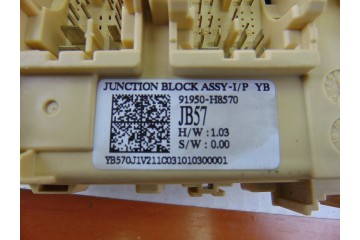 JUNCTION BLOCK ASSY-I/P YB
91950-H8570
JB57
H/W : 1.03
S/W : 0.00
YB570J1V211C031010300001